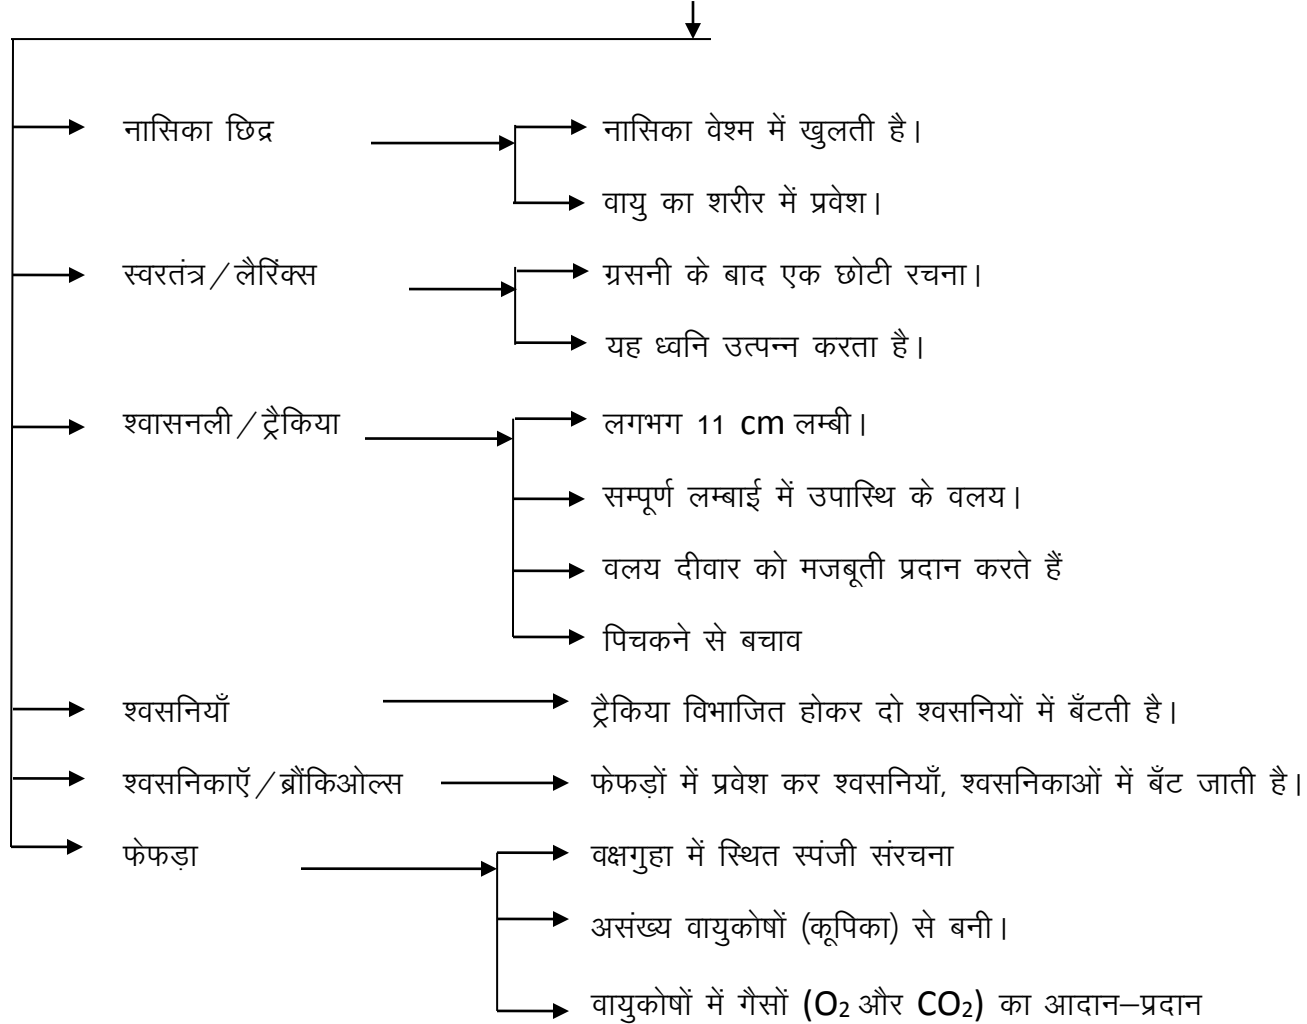 नासिका छिद्र
नासिका वेश्म में खुलती है।
वायु का शरीर में प्रवेश।
स्वरतंत्र/लैरिंक्स
ग्रसनी के बाद एक छोटी रचना।
यह ध्वनि उत्पन्न करता है।
श्वासनली/ट्रैकिया
लगभग 11 cm लम्बी।
सम्पूर्ण लम्बाई में उपास्थि के वलय।
वलय दीवार को मजबूती प्रदान करते हैं
पिचकने से बचाव
श्वसनियाँ
ट्रैकिया विभाजित होकर दो श्वसनियों में बँटती है।
श्वसनिकाऍ/ब्रौंकिओल्स
फेफड़ों में प्रवेश कर श्वसनियाँ, श्वसनिकाओं में बँट जाती है।
फेफड़ा
वक्षगुहा में स्थित स्पंजी संरचना
असंख्य वायुकोषों (कूपिका) से बनी।
वायुकोषों में गैसों (O₂ और CO₂) का आदान–प्रदान